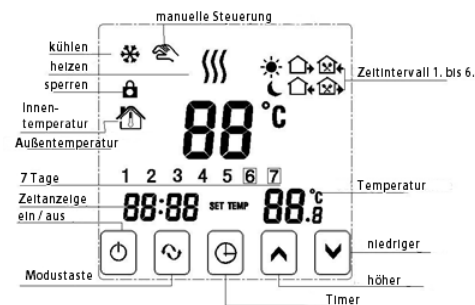 manuelle Steuerung
kühlen
heizen
sperren
Zeitintervall 1. bis 6.
Innen-
temperatur
Außentemperatur
88 °C
7 Tage
1 2 3 4 5 6 7
Temperatur
Zeitanzeige
88:88 SET TEMP 88.8 °C
ein / aus
niedriger
Modustaste
höher
Timer